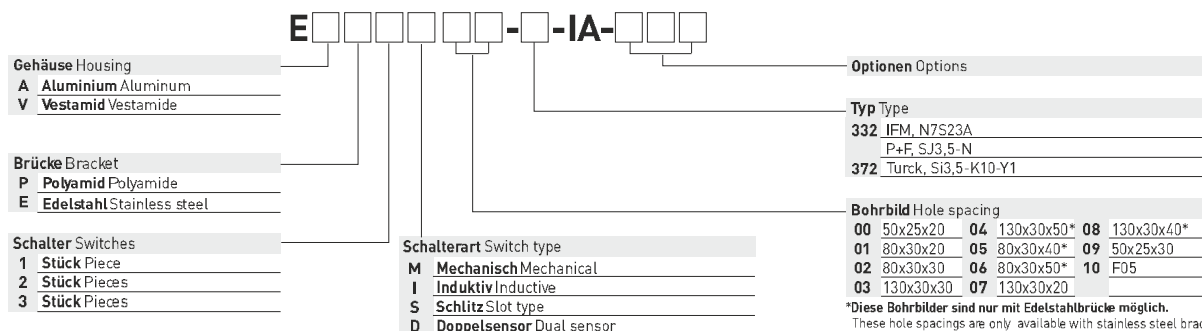 E□□□□ □□-□-IA-□□□
Gehäuse Housing
A Aluminium Aluminum
V Vestamid Vestamide
Brücke Bracket
P Polyamid Polyamide
E Edelstahl Stainless steel
Schalter Switches
1 Stück Piece
2 Stück Pieces
3 Stück Pieces
Schalterart Switch type
M Mechanisch Mechanical
I Induktiv Inductive
S Schlitz Slot type
D Doppelsensor Dual sensor
Optionen Options
Typ Type
332 IFM, N7S23A
P+F, SJ3,5-N
372 Turck, Si3,5-K10-Y1
Bohrbild Hole spacing
00 50x25x20 04 130x30x50* 08 130x30x40*
01 80x30x20 05 80x30x40* 09 50x25x30
02 80x30x30 06 80x30x50* 10 F05
03 130x30x30 07 130x30x20
*Diese Bohrbilder sind nur mit Edelstahlbrücke möglich.
These hole spacings are only available with stainless steel